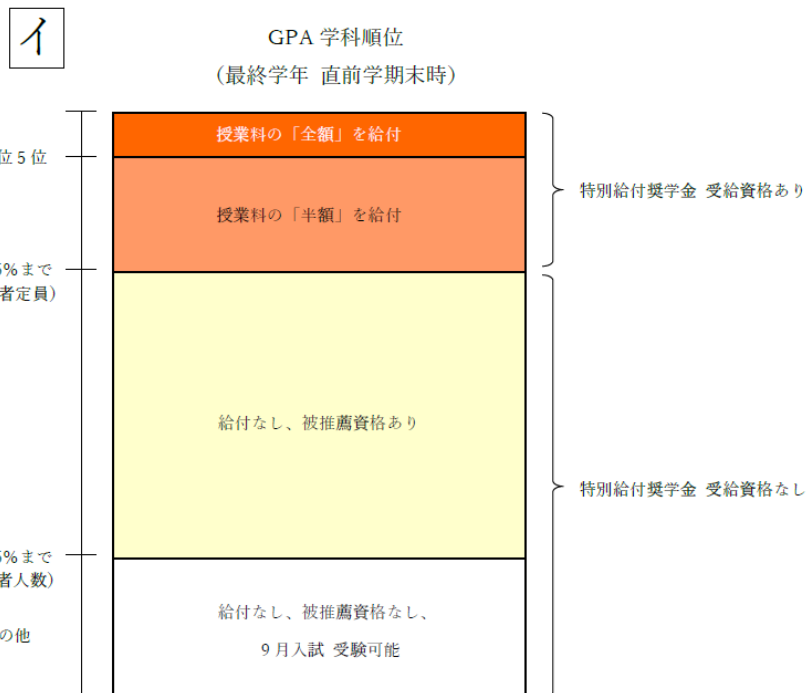 イ
GPA 学科順位
（最終学年 直前学期末時）
授業料の「全額」を給付
位 5 位
特別給付奨学金 受給資格あり
授業料の「半額」を給付
%まで
者定員）
給付なし、被推薦資格あり
特別給付奨学金 受給資格なし
%まで
者人数）
給付なし、被推薦資格なし、
の他
9 月入試 受験可能